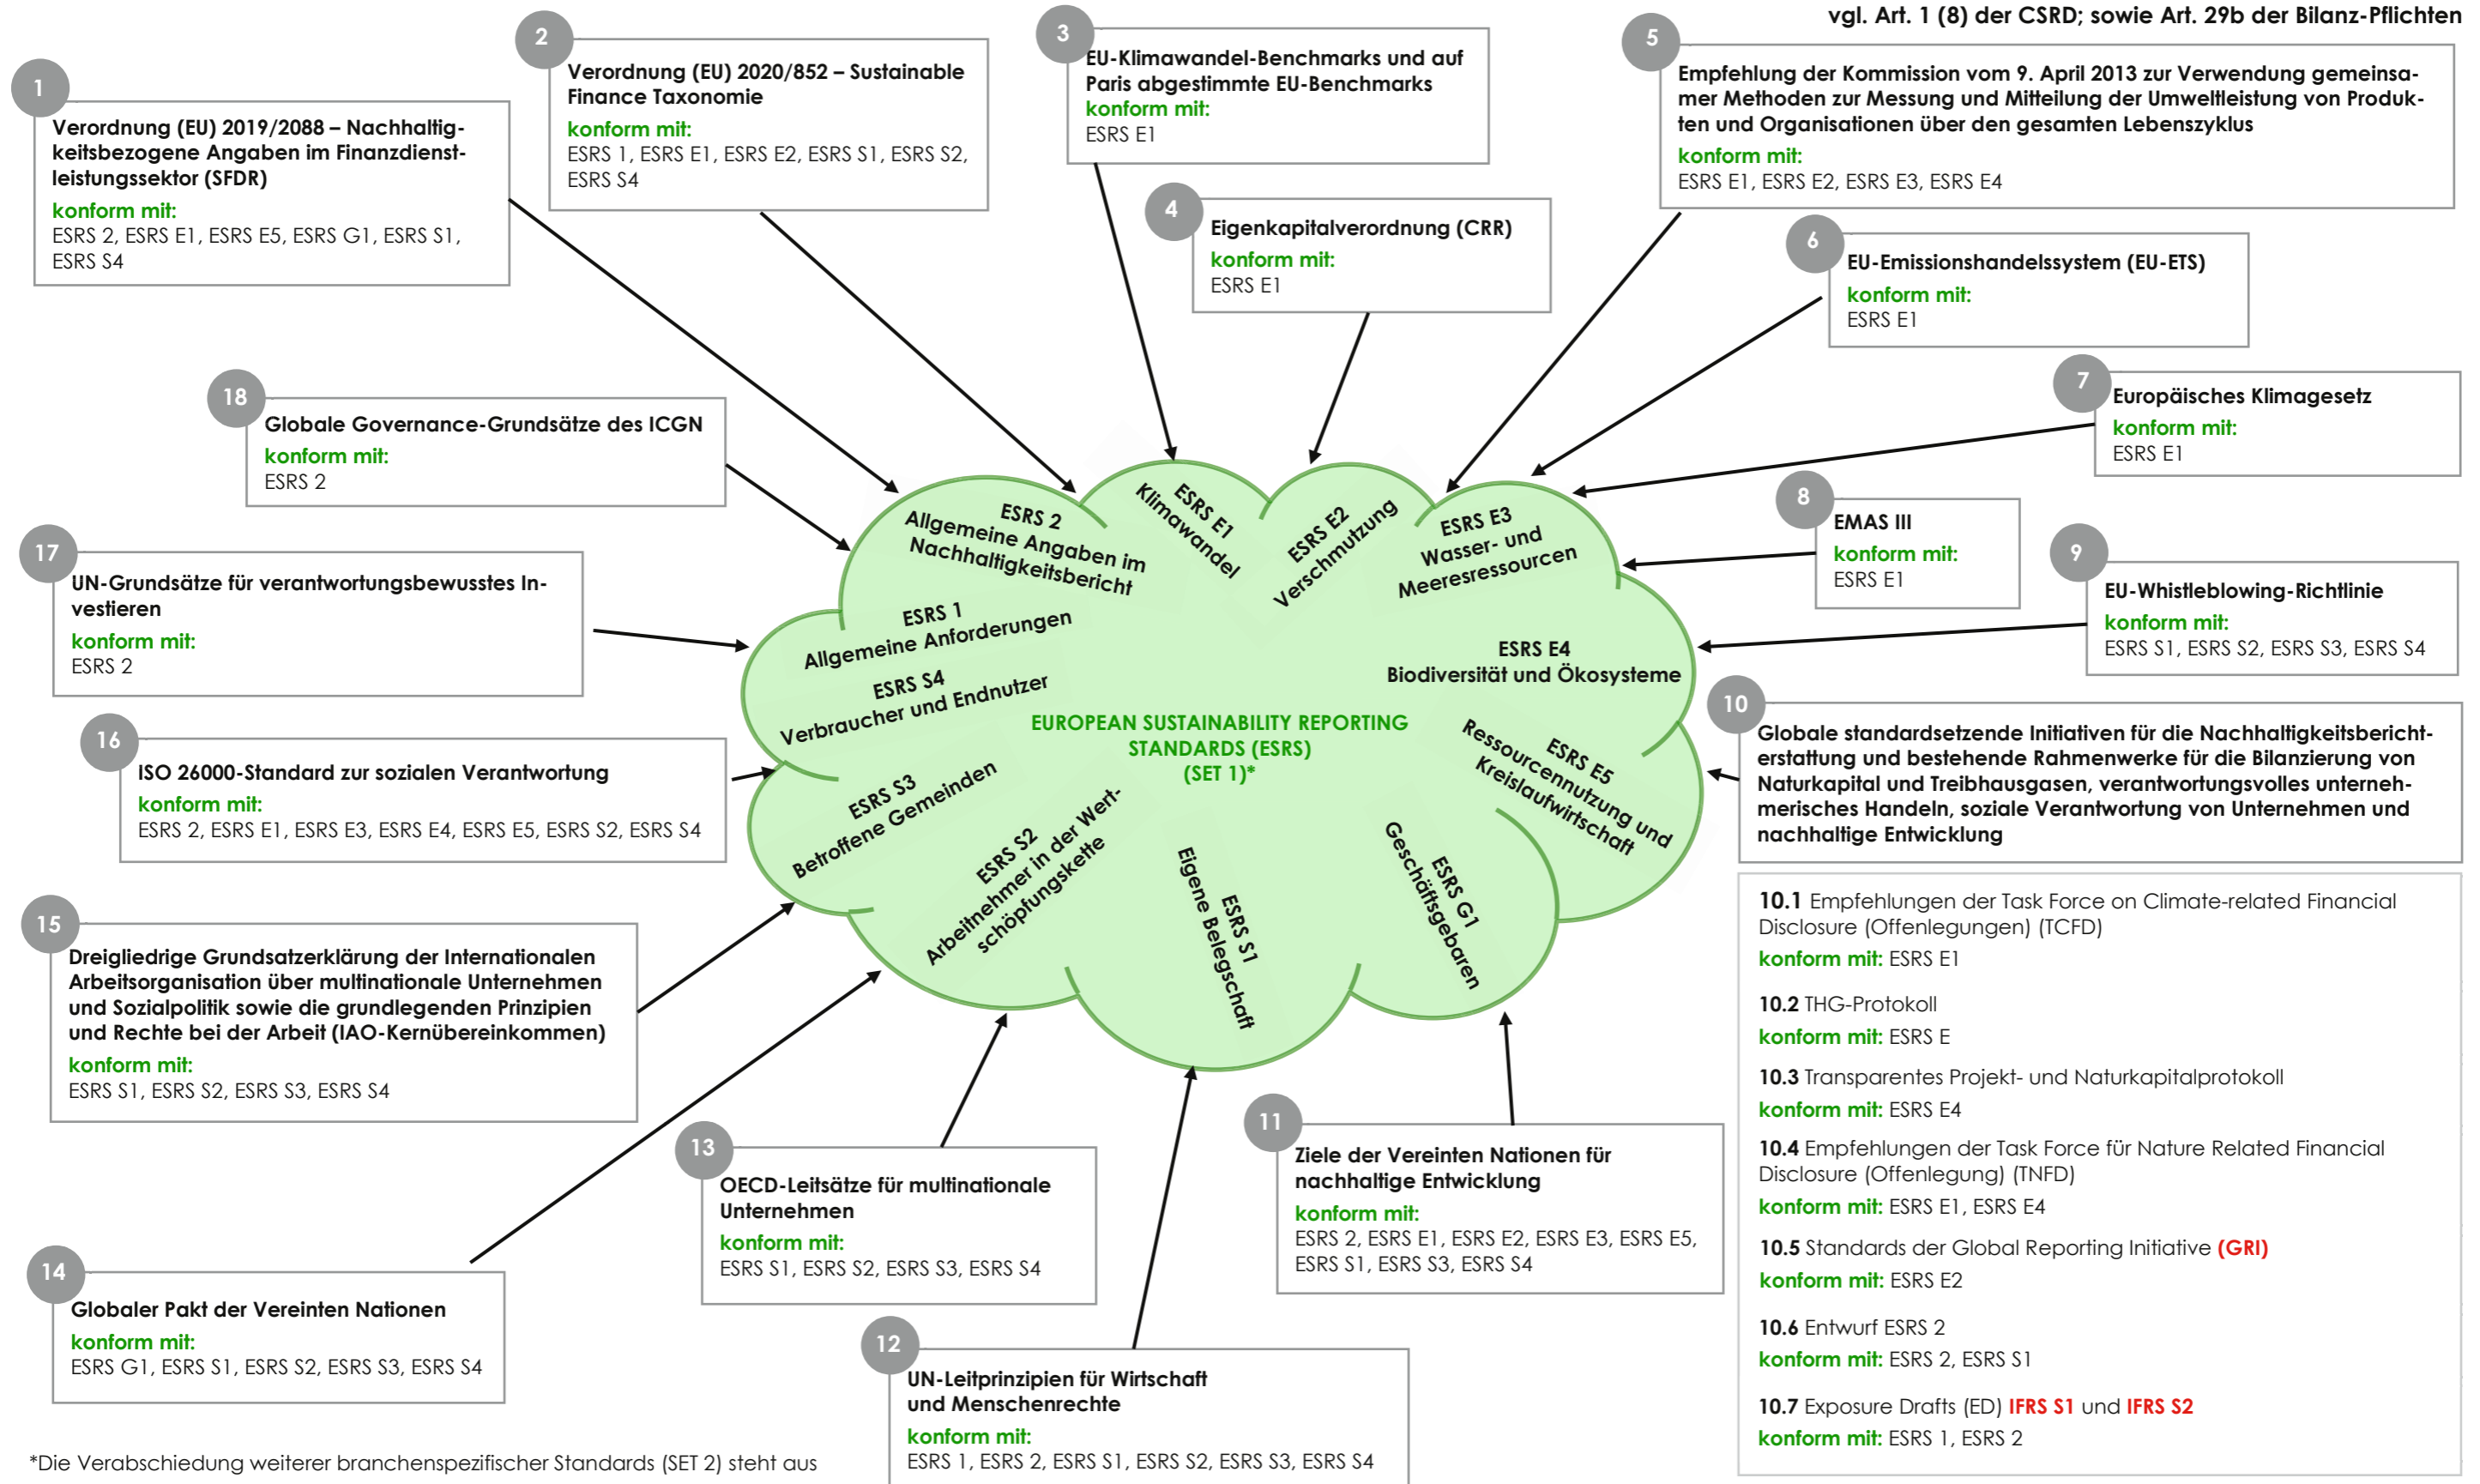 vgl. Art. 1 (8) der CSRD; sowie Art. 29b der Bilanz-Pflichten
1
Verordnung (EU) 2019/2088 – Nachhaltig-
keitsbezogene Angaben im Finanzdienst-
leistungssektor (SFDR)
konform mit:
ESRS 2, ESRS E1, ESRS E5, ESRS G1, ESRS S1,
ESRS S4
2
Verordnung (EU) 2020/852 – Sustainable
Finance Taxonomie
konform mit:
ESRS 1, ESRS E1, ESRS E2, ESRS S1, ESRS S2,
ESRS S4
3
EU-Klimawandel-Benchmarks und auf
Paris abgestimmte EU-Benchmarks
konform mit:
ESRS E1
4
Eigenkapitalverordnung (CRR)
konform mit:
ESRS E1
5
Empfehlung der Kommission vom 9. April 2013 zur Verwendung gemeinsa-
mer Methoden zur Messung und Mitteilung der Umweltleistung von Produk-
ten und Organisationen über den gesamten Lebenszyklus
konform mit:
ESRS E1, ESRS E2, ESRS E3, ESRS E4
6
EU-Emissionshandelssystem (EU-ETS)
konform mit:
ESRS E1
7
Europäisches Klimagesetz
konform mit:
ESRS E1
8
EMAS III
konform mit:
ESRS E1
9
EU-Whistleblowing-Richtlinie
konform mit:
ESRS S1, ESRS S2, ESRS S3, ESRS S4
10
Globale standardsetzende Initiativen für die Nachhaltigkeitsbericht-
erstattung und bestehende Rahmenwerke für die Bilanzierung von
Naturkapital und Treibhausgasen, verantwortungsvolles unterneh-
merisches Handeln, soziale Verantwortung von Unternehmen und
nachhaltige Entwicklung
10.1 Empfehlungen der Task Force on Climate-related Financial
Disclosure (Offenlegungen) (TCFD)
konform mit: ESRS E1
10.2 THG-Protokoll
konform mit: ESRS E
10.3 Transparentes Projekt- und Naturkapitalprotokoll
konform mit: ESRS E4
10.4 Empfehlungen der Task Force für Nature Related Financial
Disclosure (Offenlegung) (TNFD)
konform mit: ESRS E1, ESRS E4
10.5 Standards der Global Reporting Initiative (GRI)
konform mit: ESRS E2
10.6 Entwurf ESRS 2
konform mit: ESRS 2, ESRS S1
10.7 Exposure Drafts (ED) IFRS S1 und IFRS S2
konform mit: ESRS 1, ESRS 2
11
Ziele der Vereinten Nationen für
nachhaltige Entwicklung
konform mit:
ESRS 2, ESRS E1, ESRS E2, ESRS E3, ESRS E5,
ESRS S1, ESRS S3, ESRS S4
12
UN-Leitprinzipien für Wirtschaft
und Menschenrechte
konform mit:
ESRS 1, ESRS 2, ESRS S1, ESRS S2, ESRS S3, ESRS S4
13
OECD-Leitsätze für multinationale
Unternehmen
konform mit:
ESRS S1, ESRS S2, ESRS S3, ESRS S4
14
Globaler Pakt der Vereinten Nationen
konform mit:
ESRS G1, ESRS S1, ESRS S2, ESRS S3, ESRS S4
15
Dreigliedrige Grundsatzerklärung der Internationalen
Arbeitsorganisation über multinationale Unternehmen
und Sozialpolitik sowie die grundlegenden Prinzipien
und Rechte bei der Arbeit (IAO-Kernübereinkommen)
konform mit:
ESRS S1, ESRS S2, ESRS S3, ESRS S4
16
ISO 26000-Standard zur sozialen Verantwortung
konform mit:
ESRS 2, ESRS E1, ESRS E3, ESRS E4, ESRS E5, ESRS S2, ESRS S4
17
UN-Grundsätze für verantwortungsbewusstes In-
vestieren
konform mit:
ESRS 2
18
Globale Governance-Grundsätze des ICGN
konform mit:
ESRS 2
ESRS 2
Allgemeine Angaben im
Nachhaltigkeitsbericht
ESRS E1
Klimawandel
ESRS E2
Verschmutzung
ESRS E3
Wasser- und
Meeresressourcen
ESRS E4
Biodiversität und Ökosysteme
ESRS E5
Ressourcennutzung und
Kreislaufwirtschaft
ESRS G1
Geschäftsgebaren
ESRS S1
Eigene Belegschaft
ESRS S2
Arbeitnehmer in der Wert-
schöpfungskette
ESRS S3
Betroffene Gemeinden
ESRS S4
Verbraucher und Endnutzer
ESRS 1
Allgemeine Anforderungen
EUROPEAN SUSTAINABILITY REPORTING
STANDARDS (ESRS)
(SET 1)*
*Die Verabschiedung weiterer branchenspezifischer Standards (SET 2) steht aus